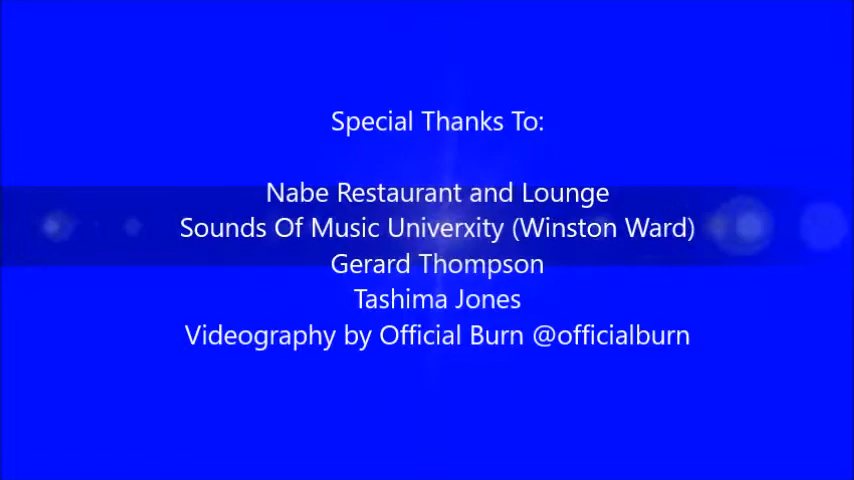 Special Thanks To:
Nabe Restaurant and Lounge
Sounds Of Music Univerxity (Winston Ward)
Gerard Thompson
Tashima Jones
Videography by Official Burn @officialburn